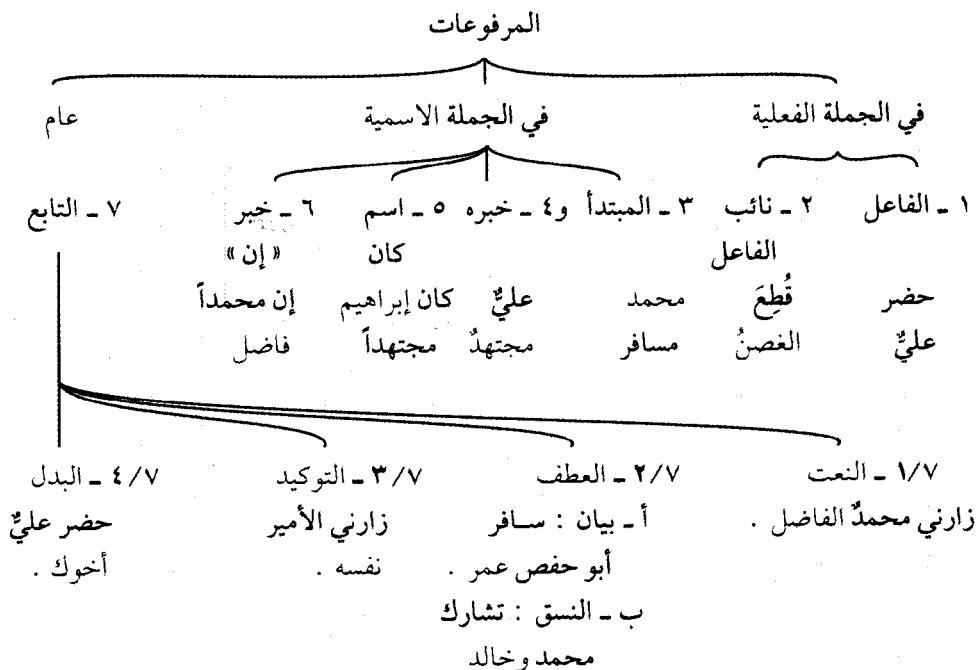 المرفوعات
في الجملة الفعلية في الجملة الاسمية عام
١ ـ الفاعل ٢ ـ نائب ٣ ـ المبتدأ و٤ ـ خبره ٥ ـ اسم ٦ ـ خبر ٧ ـ التابع
الفاعل كان « إن »
حضر قُطِعَ محمد عليٌّ كان إبراهيم إن محمداً
عليٌّ الغصنُ مسافر مجتهدٌ مجتهداً فاضل
١/٧ ـ النعت ٢/٧ ـ العطف ٣/٧ ـ التوكيد ٤/٧ ـ البدل
زارني محمدٌ الفاضل . أ ـ بيان : سافر زارني الأمير حضر عليٌّ
أبو حفص عمر . نفسه . أخوك .
ب ـ النسق : تشارك
محمد وخالد